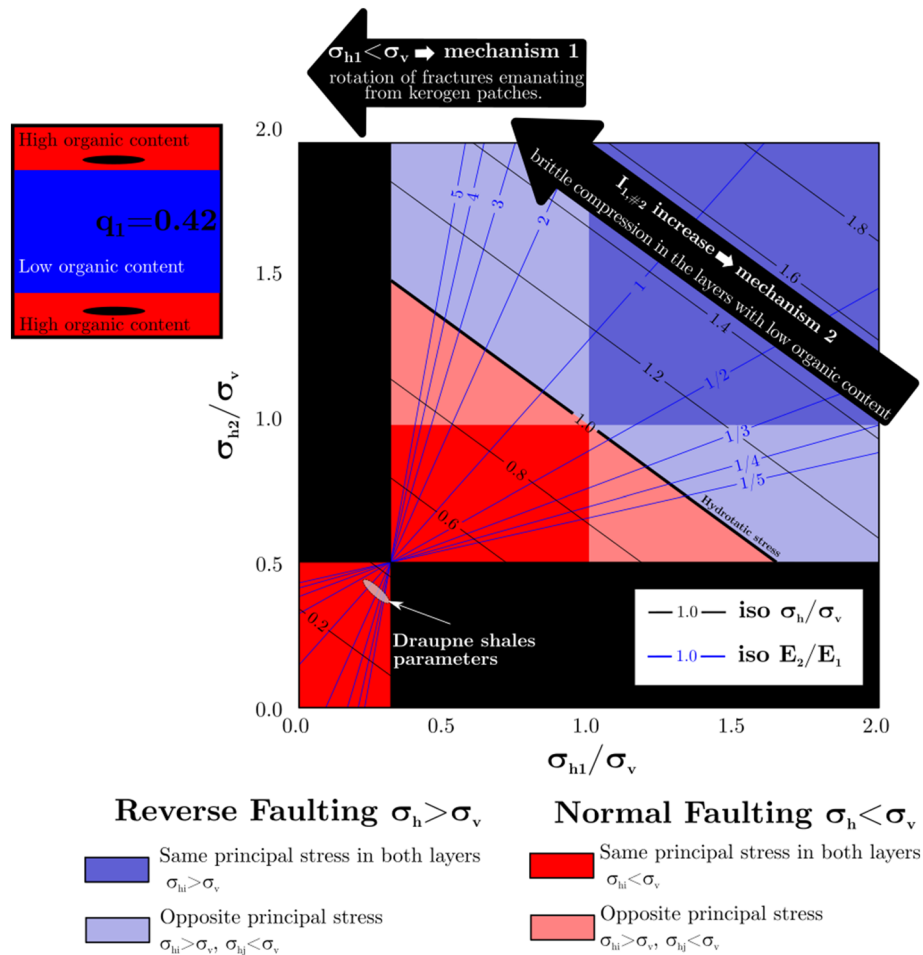 σh1<σv ➡ mechanism 1
rotation of fractures emanating
from kerogen patches.
High organic content
q1=0.42
Low organic content
High organic content
I1,#2 increase ➡ mechanism 2
brittle compression in the layers with low organic content
2.0
1.5
1.0
0.5
0.0
σh2/σv
5
4
3
2
1
1/2
1/3
1/4
1/5
1.8
1.6
1.4
1.2
1.0
0.8
0.6
0.2
Hydrotatic stress
Draupne shales
parameters
1.0 iso σh/σv
1.0 iso E2/E1
0.0
0.5
1.0
1.5
2.0
σh1/σv
Reverse Faulting σh>σv
Same principal stress in both layers
σhi>σv
Opposite principal stress
σhi>σv, σhj<σv
Normal Faulting σh<σv
Same principal stress in both layers
σhi<σv
Opposite principal stress
σhi>σv, σhj<σv